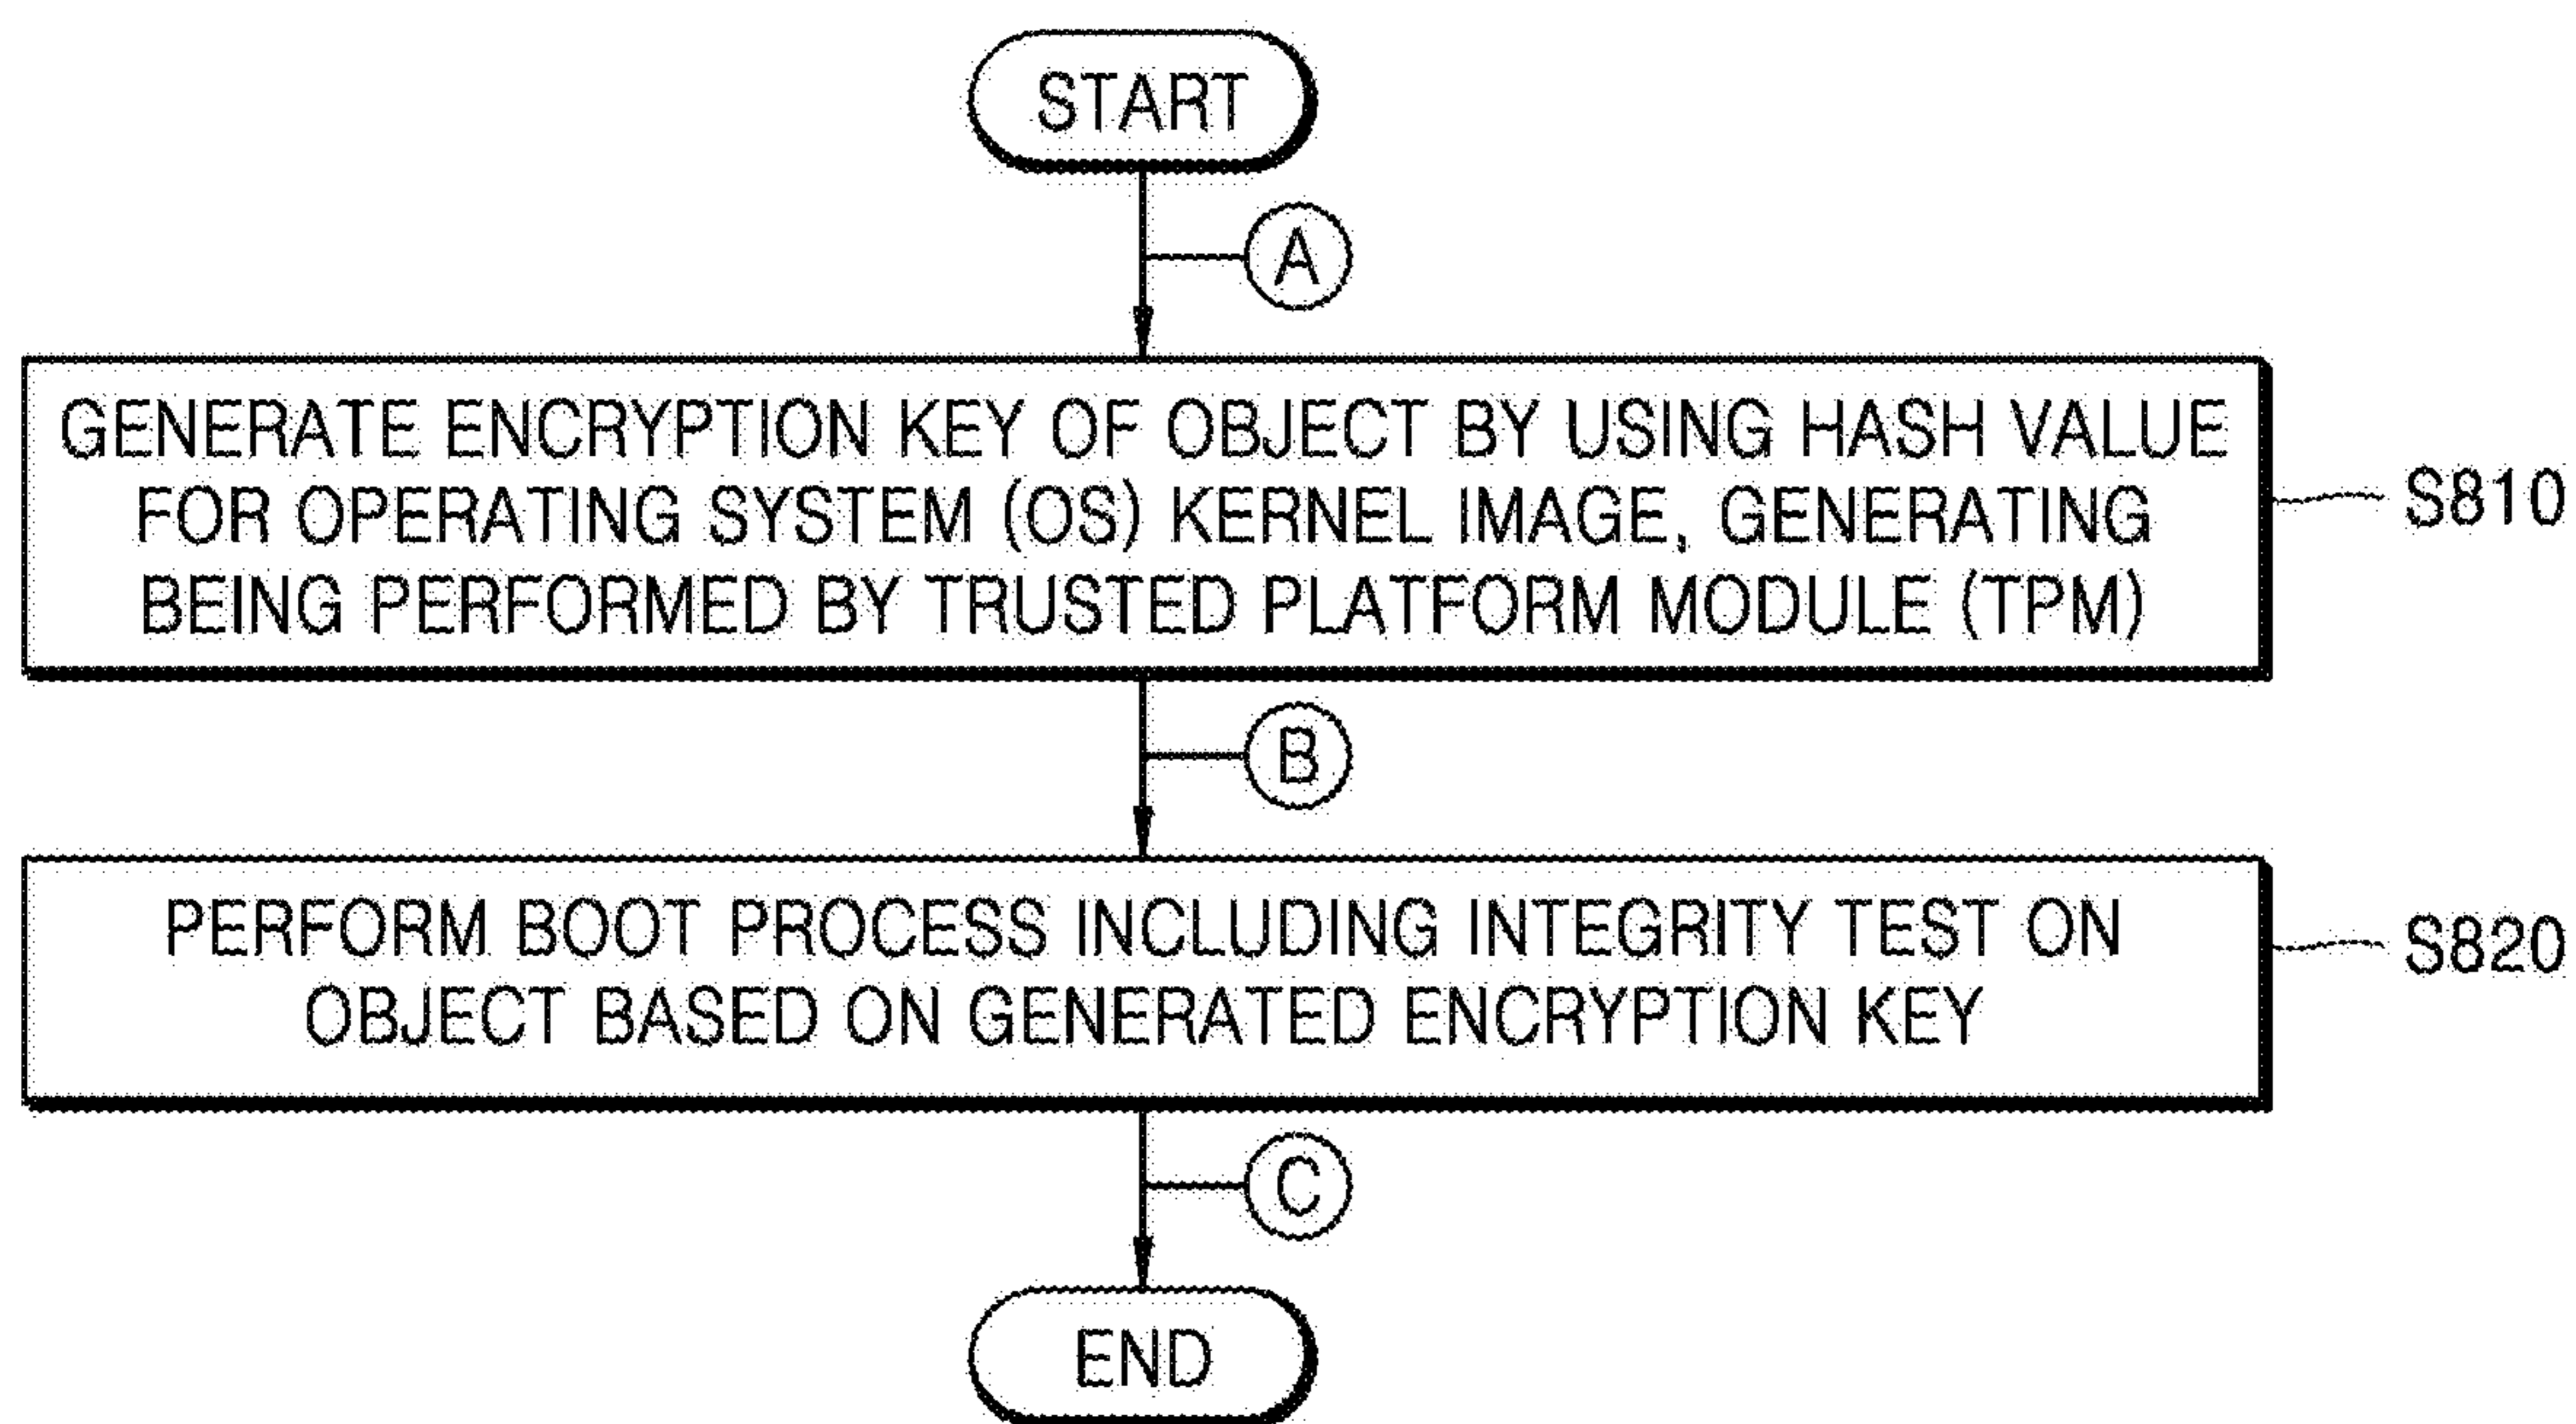 START
A
GENERATE ENCRYPTION KEY OF OBJECT BY USING HASH VALUE
FOR OPERATING SYSTEM (OS) KERNEL IMAGE, GENERATING
BEING PERFORMED BY TRUSTED PLATFORM MODULE (TPM)
S810
B
PERFORM BOOT PROCESS INCLUDING INTEGRITY TEST ON
OBJECT BASED ON GENERATED ENCRYPTION KEY
S820
C
END